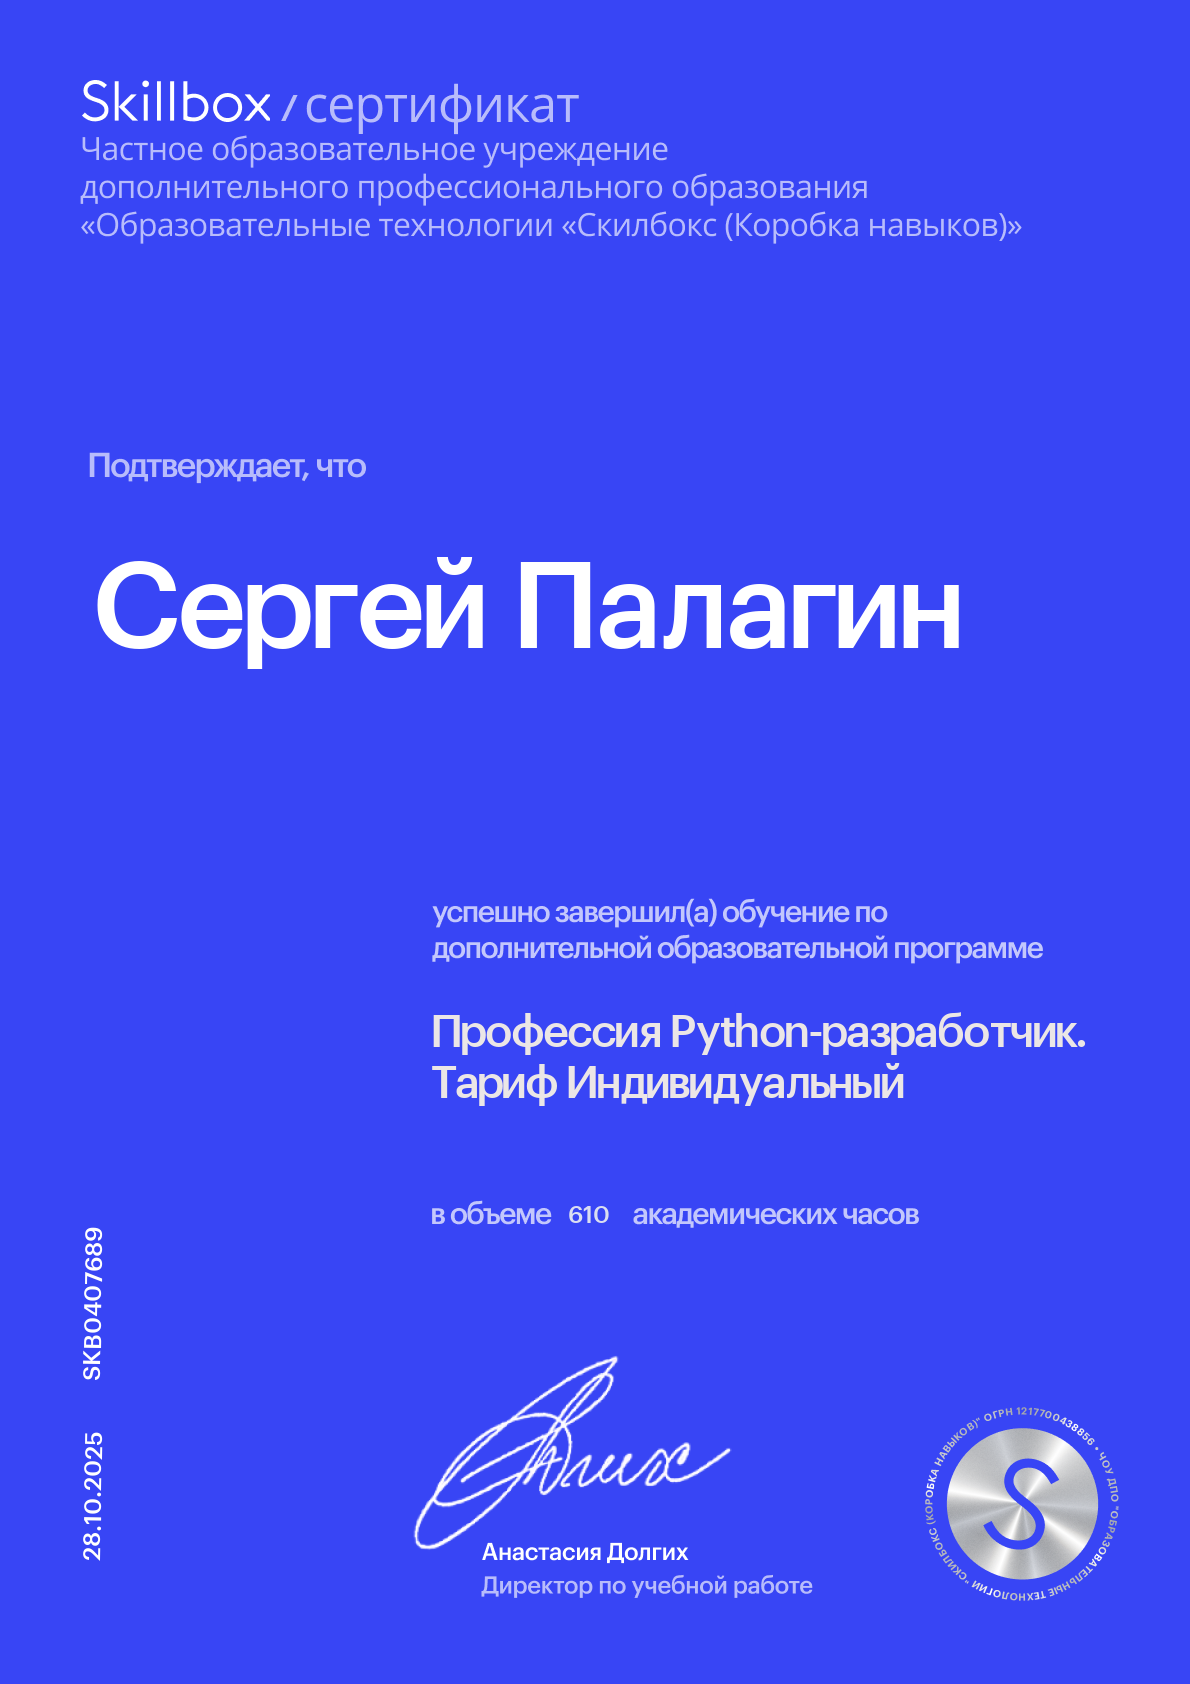 Skillbox / сертификат
Частное образовательное учреждение
дополнительного профессионального образования
«Образовательные технологии «Скилбокс (Коробка навыков)»
Подтверждает, что
Сергей Палагин
успешно завершил(а) обучение по
дополнительной образовательной программе
Профессия Python-разработчик.
Тариф Индивидуальный
в объеме 610 академических часов
SKB0407689
28.10.2025
Анастасия Долгих
Директор по учебной работе
ЧОУ ДПО "ОБРАЗОВАТЕЛЬНЫЕ ТЕХНОЛОГИИ "СКИЛБОКС (КОРОБКА НАВЫКОВ)" ОГРН 1217700438856 •
S